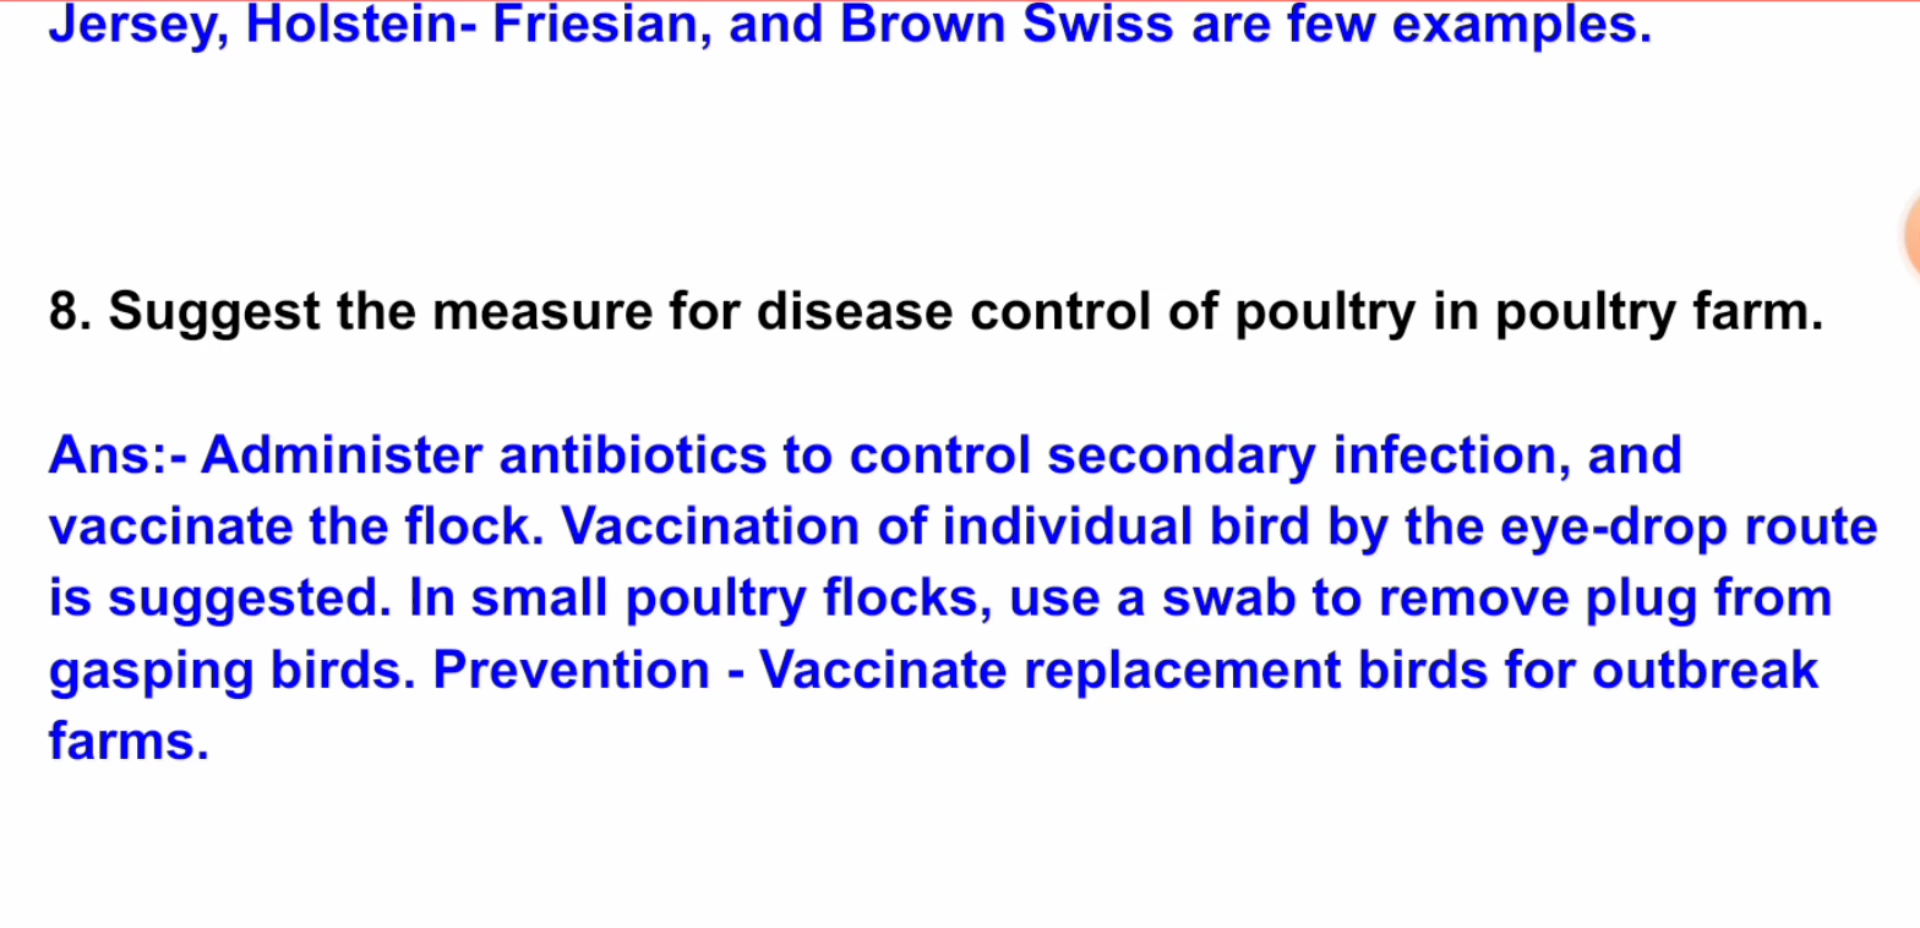 Jersey, Holstein- Friesian, and Brown Swiss are few examples.
8. Suggest the measure for disease control of poultry in poultry farm.
Ans:- Administer antibiotics to control secondary infection, and
vaccinate the flock. Vaccination of individual bird by the eye-drop route
is suggested. In small poultry flocks, use a swab to remove plug from
gasping birds. Prevention - Vaccinate replacement birds for outbreak
farms.